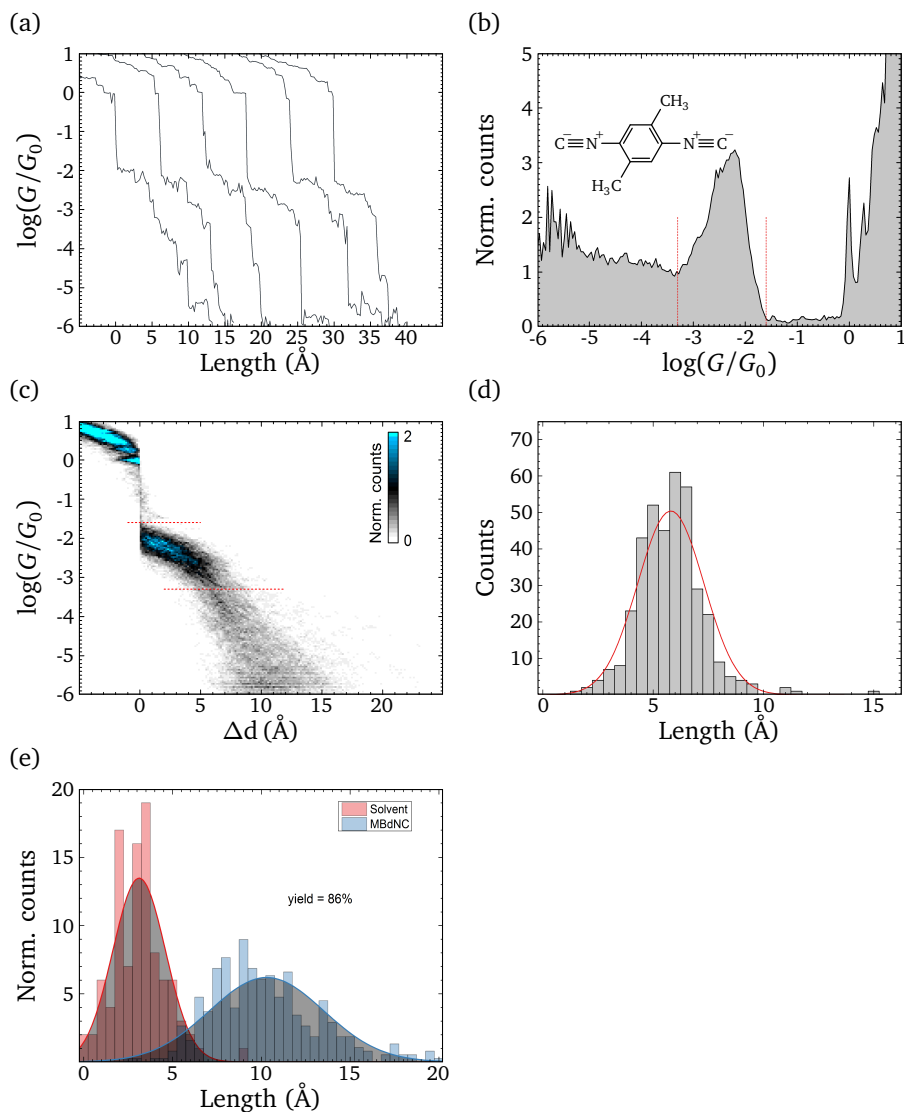 (a)
1
0
-1
-2
-3
-4
-5
-6
log(G/G₀)
0 5 10 15 20 25 30 35 40
Length (Å)
(b)
5
4
3
2
1
0
Norm. counts
CH₃
C⁻≡N⁺ N⁺≡C⁻
H₃C
-6 -5 -4 -3 -2 -1 0 1
log(G/G₀)
(c)
1
0
-1
-2
-3
-4
-5
-6
log(G/G₀)
Norm. counts
2
0
0 5 10 15 20
Δd (Å)
(d)
70
60
50
40
30
20
10
Counts
0 5 10 15
Length (Å)
(e)
20
15
10
5
Norm. counts
Solvent
MBdNC
yield = 86%
0 5 10 15 20
Length (Å)